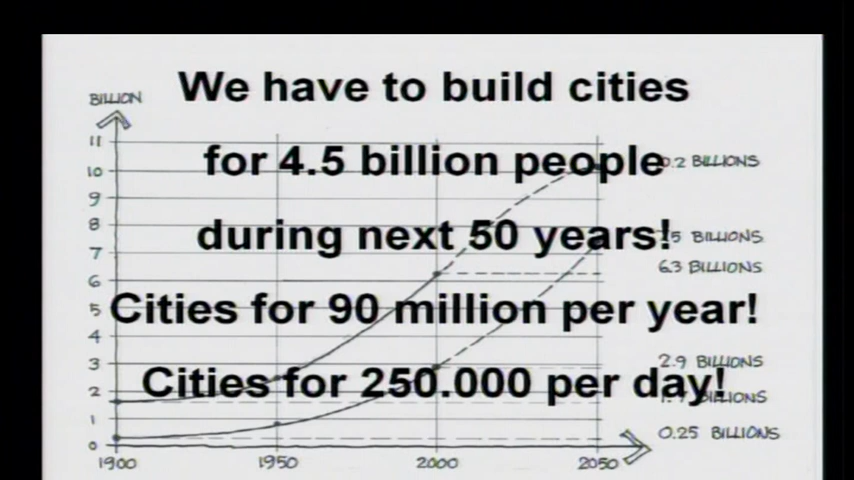 We have to build cities
BILLION
for 4.5 billion people
during next 50 years!
Cities for 90 million per year!
Cities for 250.000 per day!
11
10
9
8
7
6
5
4
3
2
1
0
BILLIONS
BILLIONS
6.3 BILLIONS
2.9 BILLIONS
BILLIONS
0.25 BILLIONS
1900
1950
2000
2050